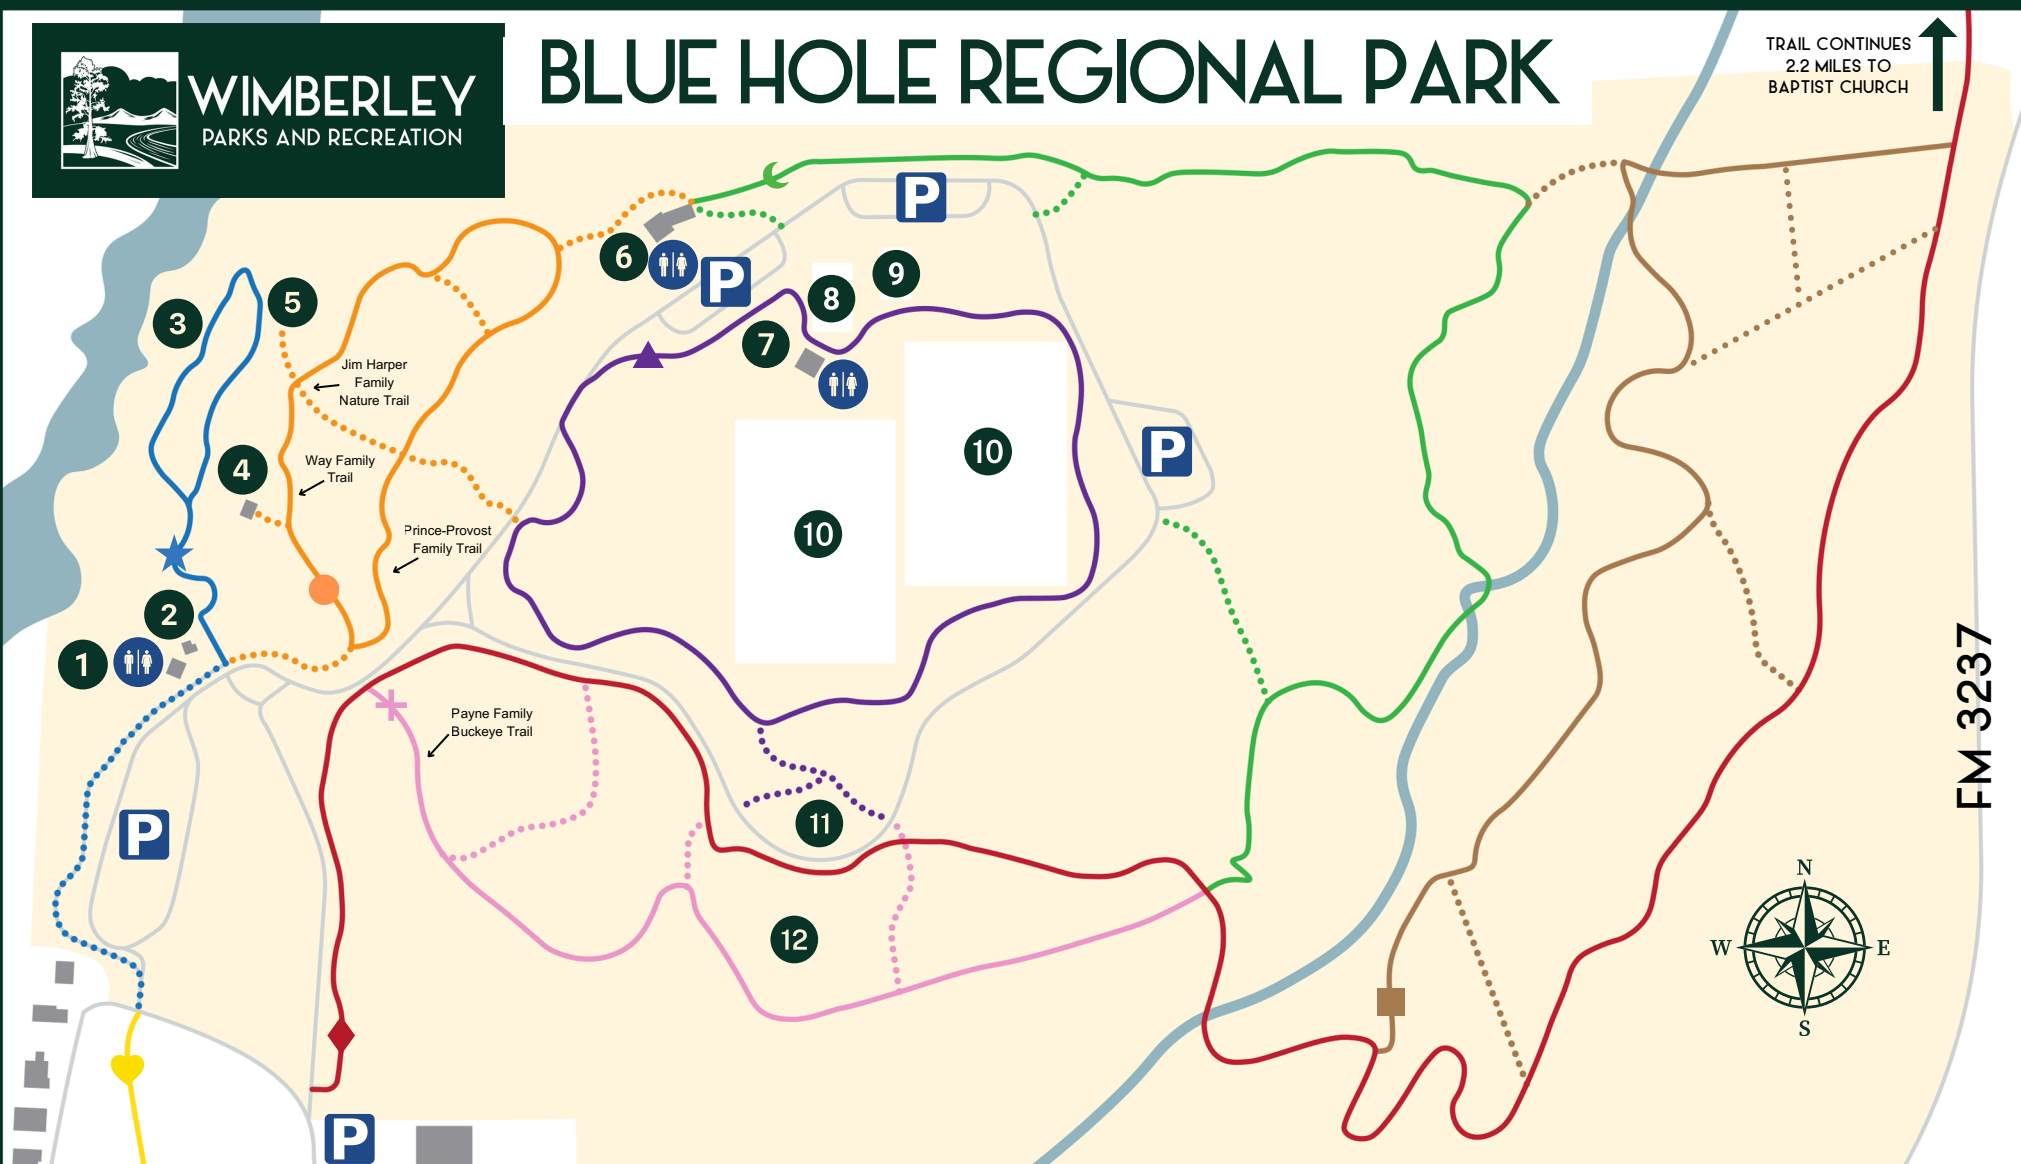 BLUE HOLE REGIONAL PARK
WIMBERLEY
PARKS AND RECREATION
TRAIL CONTINUES
2.2 MILES TO
BAPTIST CHURCH
P
6
P
9
8
3
5
7
Jim Harper
Family
Nature Trail
4
Way Family
Trail
10
P
10
Prince-Provost
Family Trail
2
1
Payne Family
Buckeye Trail
FM 3237
P
11
12
N
W
E
S
P